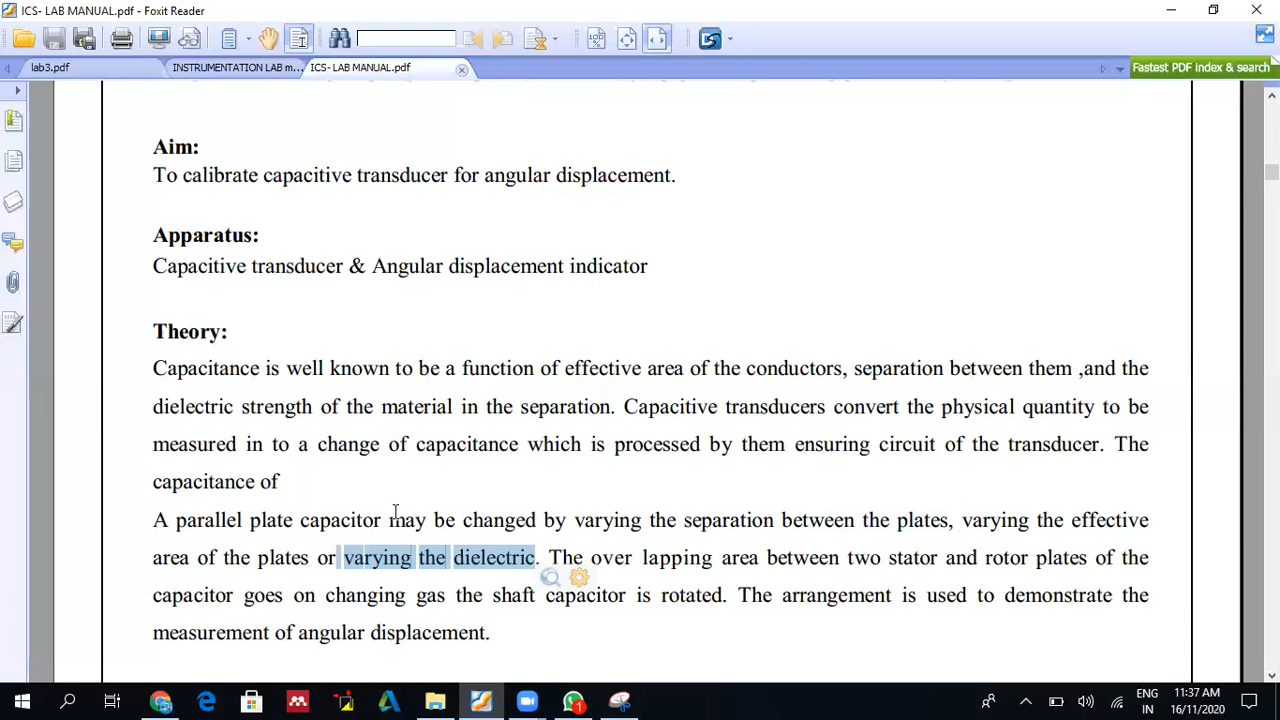 ICS- LAB MANUAL.pdf - Foxit Reader
lab3.pdf
INSTRUMENTATION LAB m...
ICS- LAB MANUAL.pdf
Fastest PDF index & search
Aim:
To calibrate capacitive transducer for angular displacement.
Apparatus:
Capacitive transducer & Angular displacement indicator
Theory:
Capacitance is well known to be a function of effective area of the conductors, separation between them ,and the
dielectric strength of the material in the separation. Capacitive transducers convert the physical quantity to be
measured in to a change of capacitance which is processed by them ensuring circuit of the transducer. The
capacitance of
A parallel plate capacitor may be changed by varying the separation between the plates, varying the effective
area of the plates or varying the dielectric. The over lapping area between two stator and rotor plates of the
capacitor goes on changing gas the shaft capacitor is rotated. The arrangement is used to demonstrate the
measurement of angular displacement.
1
ENG
IN
11:37 AM
16/11/2020